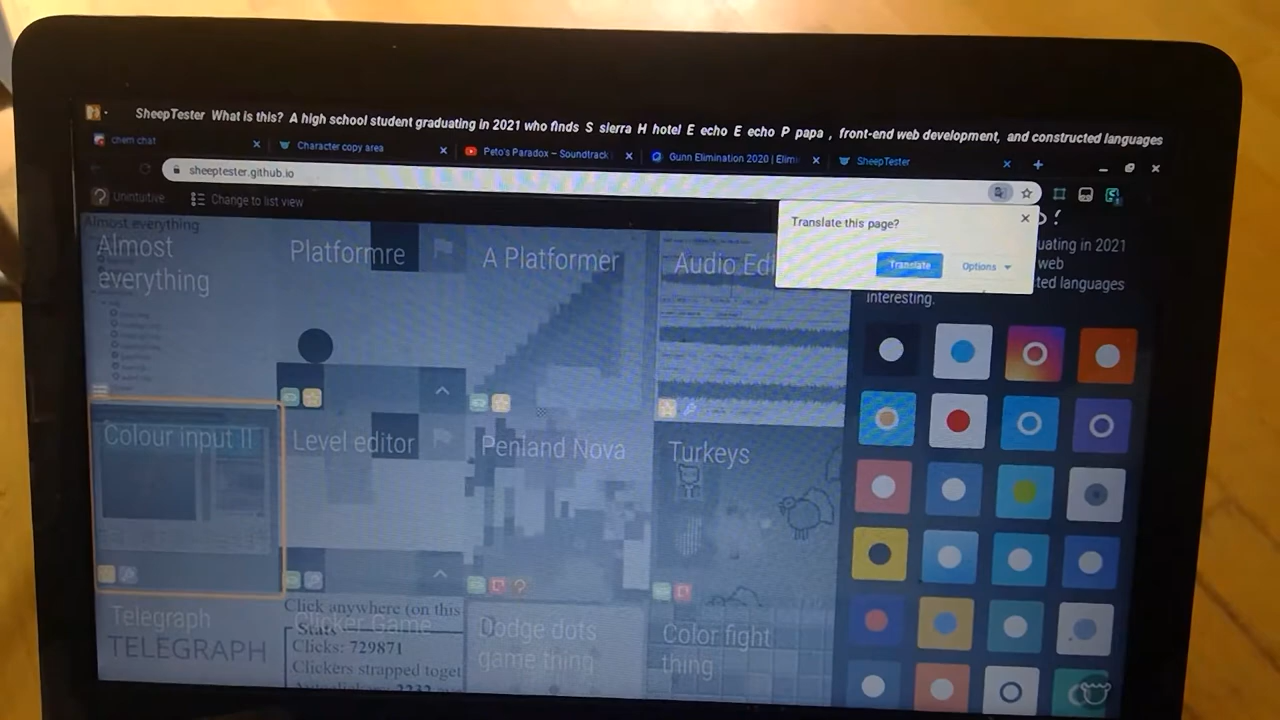 SheepTester What is this? A high school student graduating in 2021 who finds S sierra H hotel E echo E echo P papa , front-end web development, and constructed languages
chem chat
Character copy area
Peto's Paradox – Soundtrack
Gunn Elimination 2020 | Elim
SheepTester
sheeptester.github.io
Unintuitive
Change to list view
Translate this page?
Translate
Options
uating in 2021
web
ted languages
interesting.
Almost everything
Almost
everything
Platformre
A Platformer
Audio Edi
Colour input II
Level editor
Penland Nova
Turkeys
Telegraph
TELEGRAPH
Click anywhere (on this
Clicker Game
Stats
Clicks: 729871
Clickers strapped toget
Dodge dots
game thing
Color fight
thing